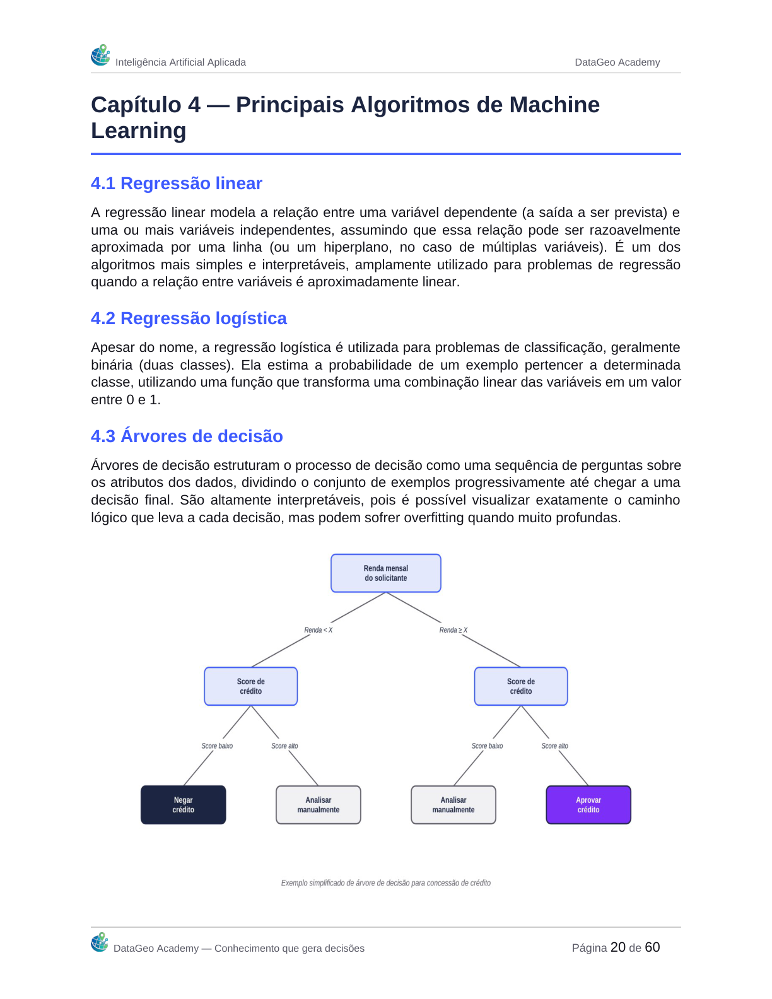 Inteligência Artificial Aplicada DataGeo Academy
Capítulo 4 — Principais Algoritmos de Machine
Learning
4.1 Regressão linear
A regressão linear modela a relação entre uma variável dependente (a saída a ser prevista) e
uma ou mais variáveis independentes, assumindo que essa relação pode ser razoavelmente
aproximada por uma linha (ou um hiperplano, no caso de múltiplas variáveis). É um dos
algoritmos mais simples e interpretáveis, amplamente utilizado para problemas de regressão
quando a relação entre variáveis é aproximadamente linear.
4.2 Regressão logística
Apesar do nome, a regressão logística é utilizada para problemas de classificação, geralmente
binária (duas classes). Ela estima a probabilidade de um exemplo pertencer a determinada
classe, utilizando uma função que transforma uma combinação linear das variáveis em um valor
entre 0 e 1.
4.3 Árvores de decisão
Árvores de decisão estruturam o processo de decisão como uma sequência de perguntas sobre
os atributos dos dados, dividindo o conjunto de exemplos progressivamente até chegar a uma
decisão final. São altamente interpretáveis, pois é possível visualizar exatamente o caminho
lógico que leva a cada decisão, mas podem sofrer overfitting quando muito profundas.
Renda mensal
do solicitante
Renda < X
Renda ≥ X
Score de
crédito
Score de
crédito
Score baixo
Score alto
Score baixo
Score alto
Negar
crédito
Analisar
manualmente
Analisar
manualmente
Aprovar
crédito
Exemplo simplificado de árvore de decisão para concessão de crédito
DataGeo Academy — Conhecimento que gera decisões Página 20 de 60